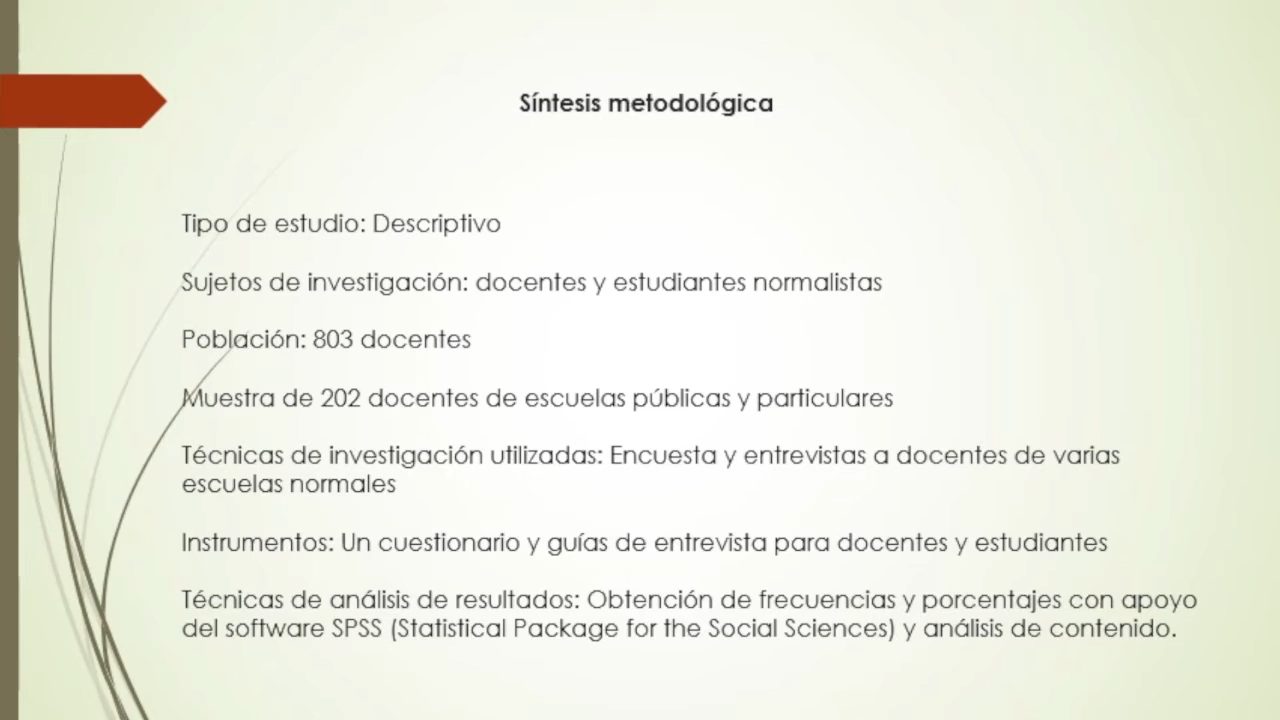 Síntesis metodológica
Tipo de estudio: Descriptivo
Sujetos de investigación: docentes y estudiantes normalistas
Población: 803 docentes
Muestra de 202 docentes de escuelas públicas y particulares
Técnicas de investigación utilizadas: Encuesta y entrevistas a docentes de varias
escuelas normales
Instrumentos: Un cuestionario y guías de entrevista para docentes y estudiantes
Técnicas de análisis de resultados: Obtención de frecuencias y porcentajes con apoyo
del software SPSS (Statistical Package for the Social Sciences) y análisis de contenido.